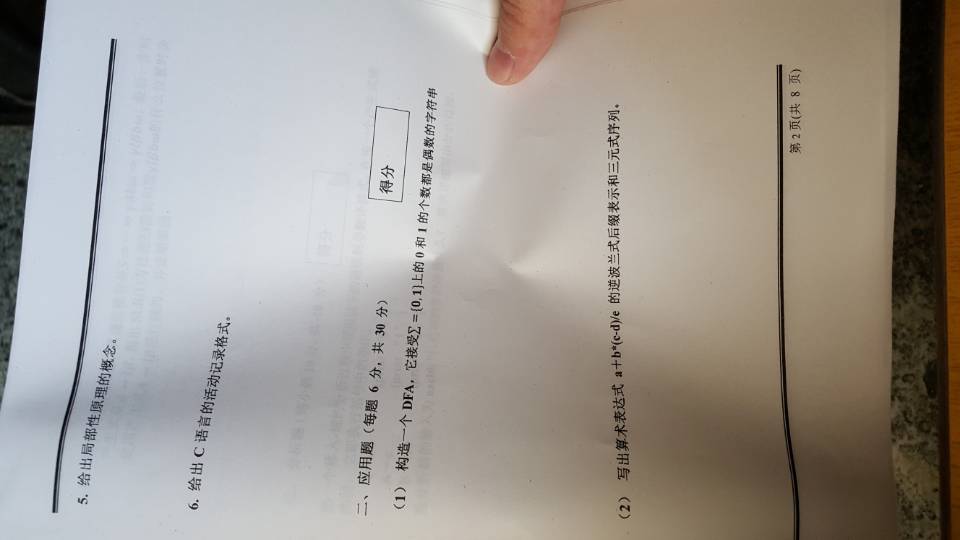 5. 给出局部性原理的概念。
6. 给出 C 语言的活动记录格式。
二、应用题（每题 6 分，共 30 分）
得分
（1） 构造一个 DFA，它接受∑ ={0, 1}上的 0 和 1 的个数都是偶数的字符串
（2） 写出算术表达式 a＋b*(c-d)/e 的逆波兰式后缀表示和三元式序列。
第 2 页(共 8 页)